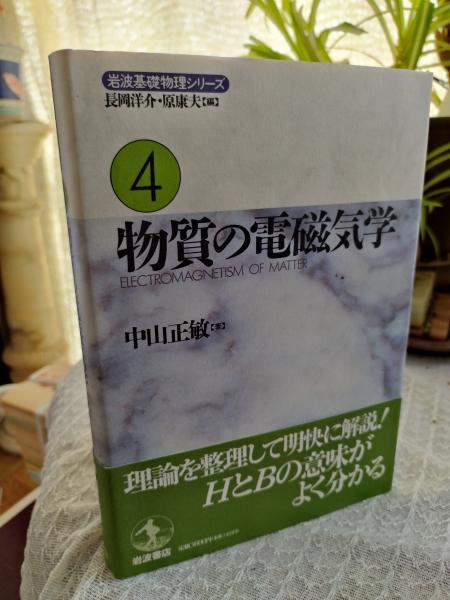 岩波基礎物理シリーズ
長岡洋介・原康夫【編】
4
物質の電磁気学
ELECTROMAGNETISM OF MATTER
中山正敏【著】
理論を整理して明快に解説!
HとBの意味が
よく分かる
岩波書店